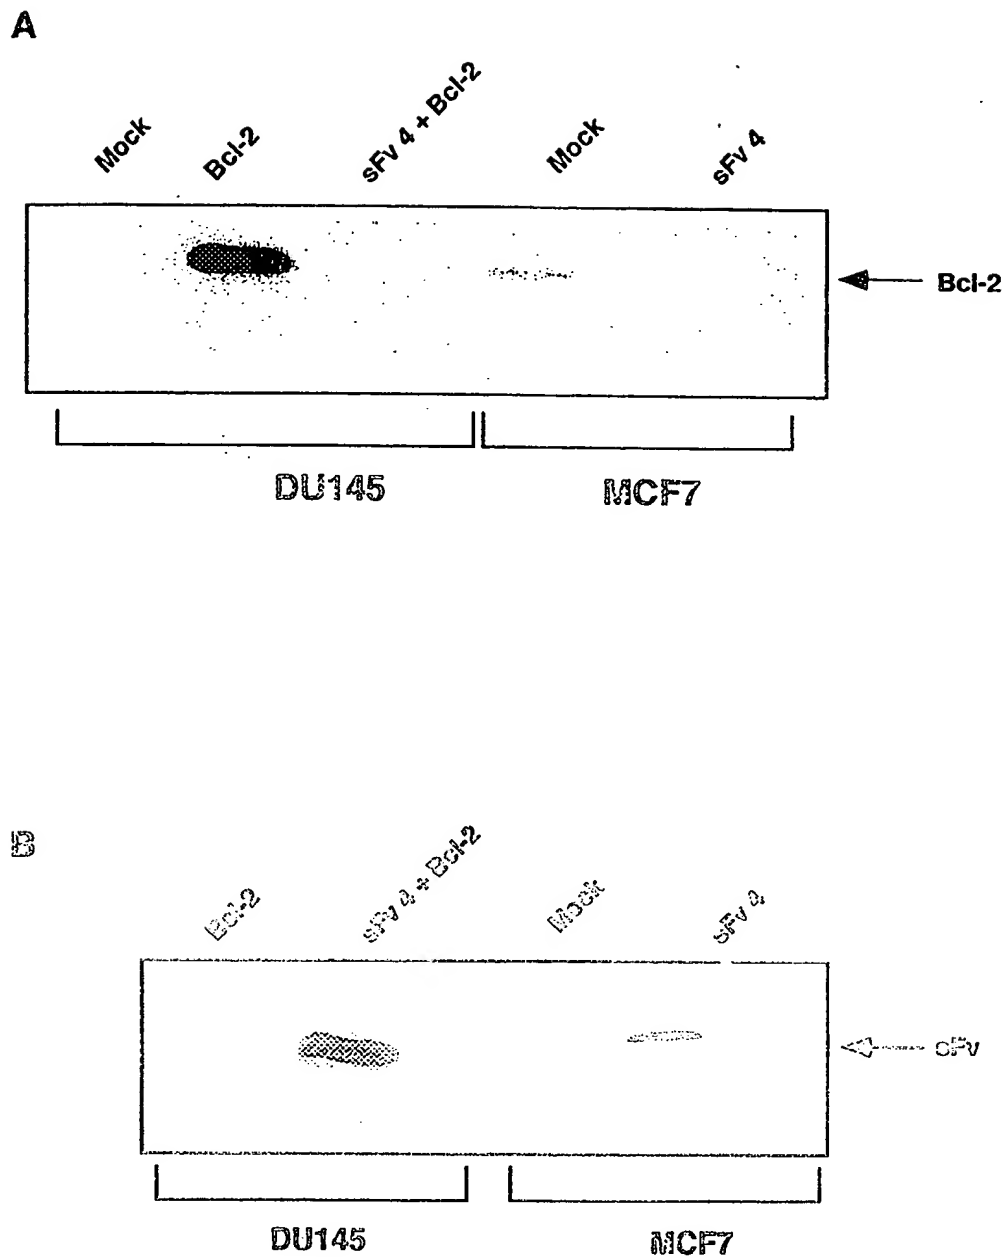 A
Mock
Bcl-2
sFv 4 + Bcl-2
Mock
sFv 4
Bcl-2
DU145
MCF7
B
Bcl-2
sFv 4 + Bcl-2
Mock
sFv 4
sFv
DU145
MCF7